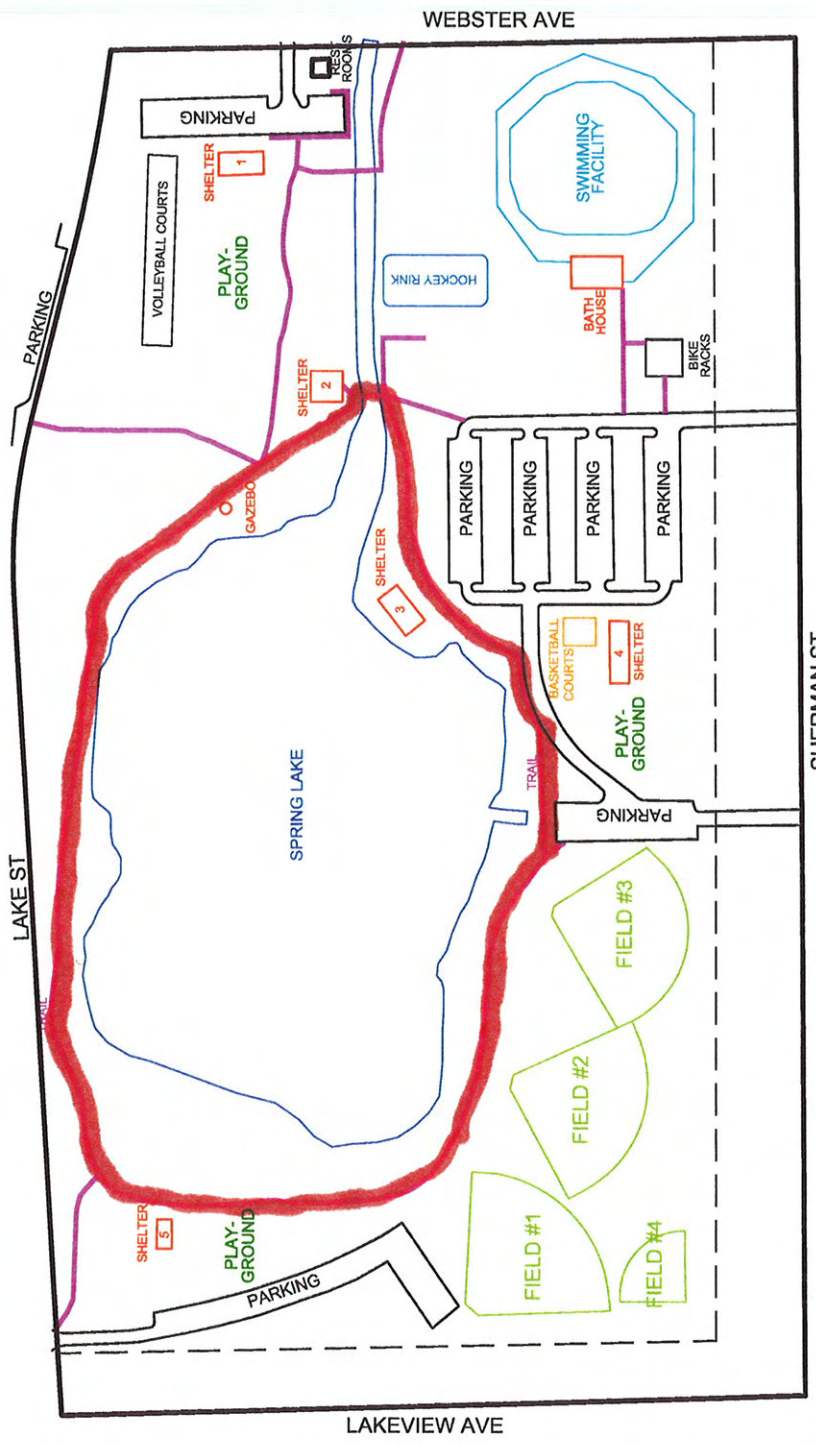 WEBSTER AVE
REST
ROOMS
PARKING
SHELTER
1
VOLLEYBALL COURTS
PLAY-
GROUND
SWIMMING
FACILITY
PARKING
HOCKEY RINK
BATH
HOUSE
BIKE
RACKS
SHELTER
2
GAZEBO
PARKING
PARKING
PARKING
PARKING
SHELTER
3
BASKETBALL
COURTS
4
SHELTER
PLAY-
GROUND
TRAIL
PARKING
SPRING LAKE
LAKE ST
SHERMAN ST
TRAIL
FIELD #3
FIELD #2
FIELD #1
FIELD #4
SHELTER
5
PLAY-
GROUND
PARKING
LAKEVIEW AVE